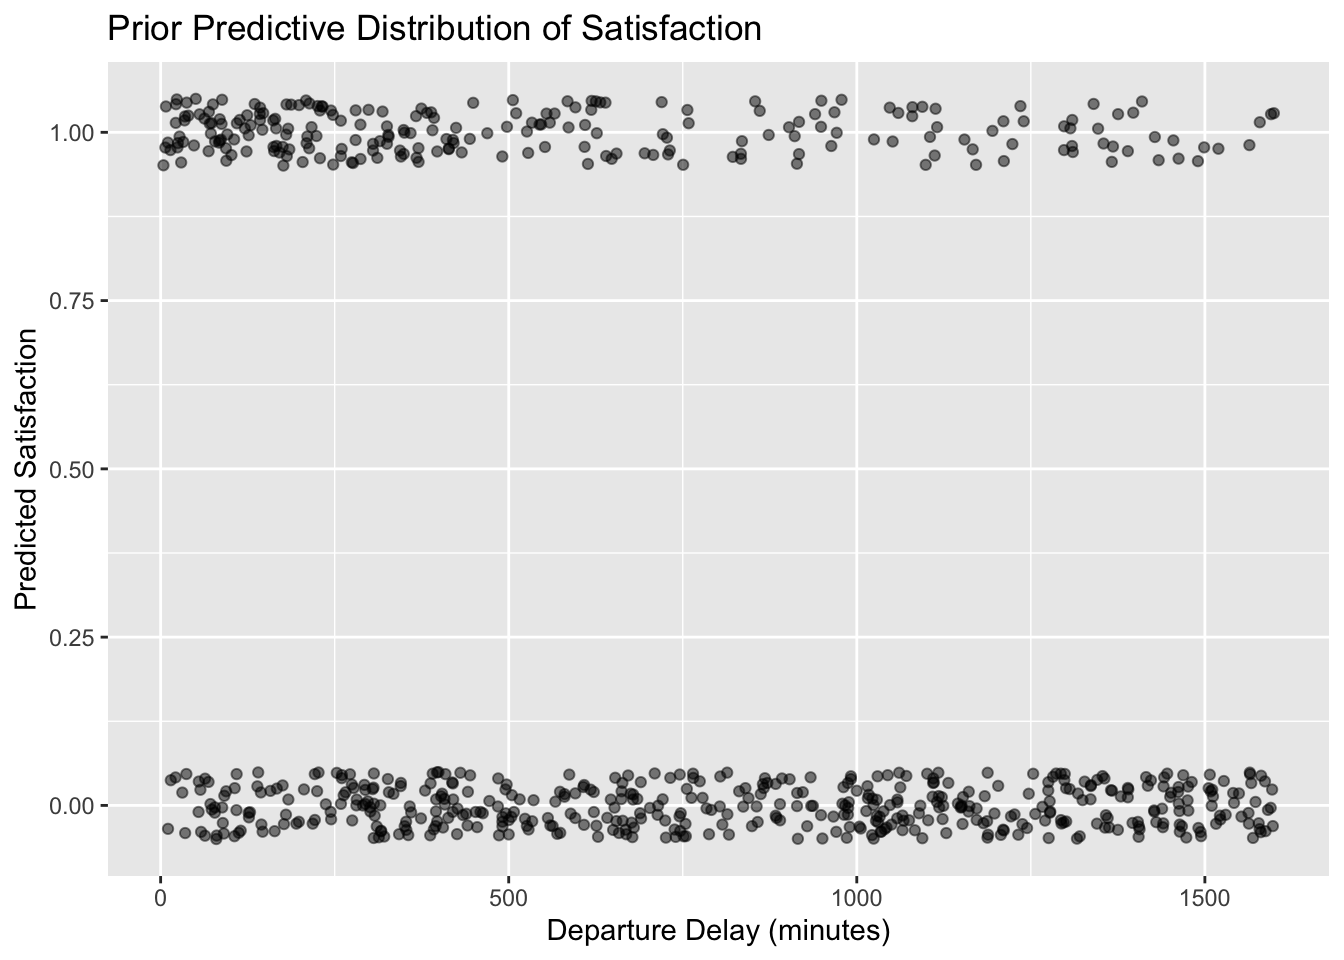 Prior Predictive Distribution of Satisfaction
1.00
0.75
0.50
0.25
0.00
Predicted Satisfaction
0 500 1000 1500
Departure Delay (minutes)